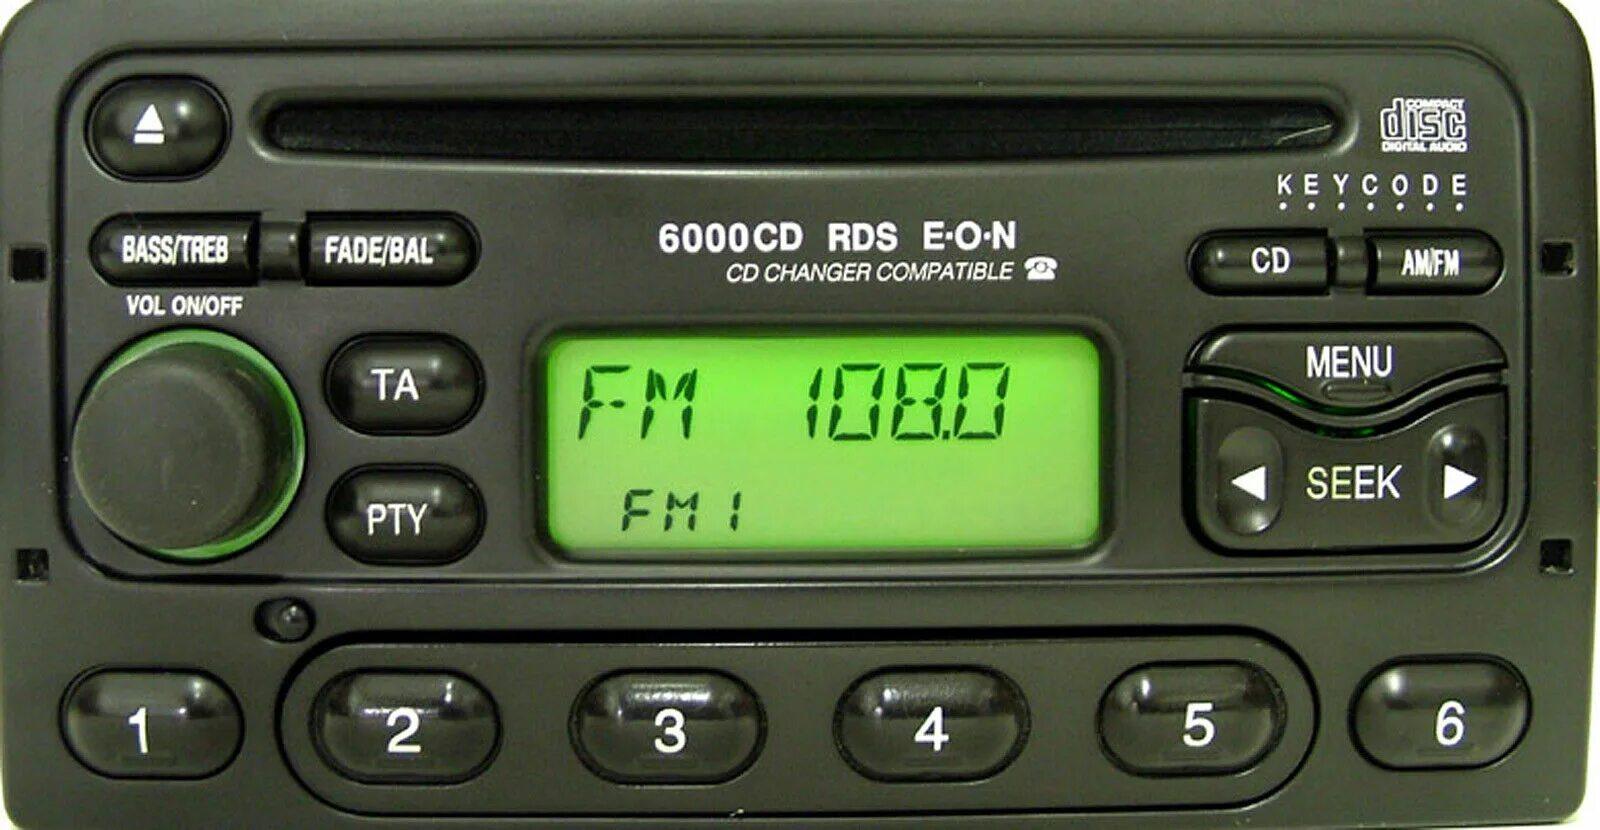 COMPACT
disc
DIGITAL AUDIO
KEYCODE
6000CD RDS E·O·N
CD CHANGER COMPATIBLE
BASS/TREB FADE/BAL
CD AM/FM
VOL ON/OFF
TA
PTY
FM 108.0
FM1
MENU
SEEK
1 2 3 4 5 6